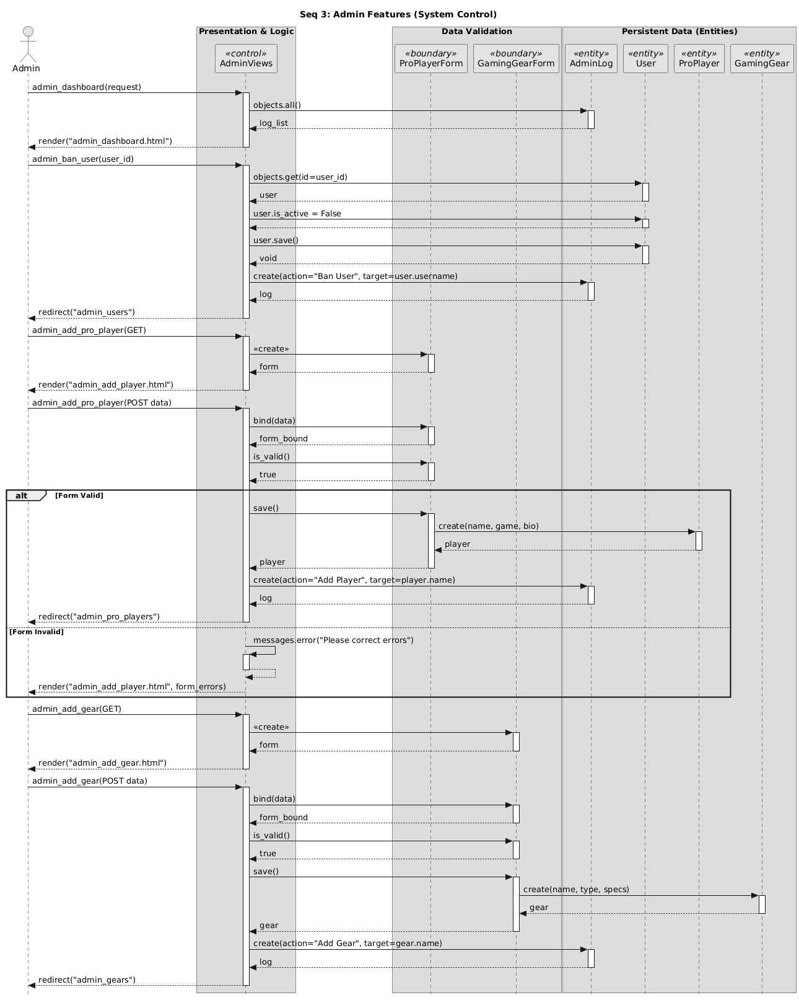 Seq 3: Admin Features (System Control)
Presentation & Logic
Data Validation
Persistent Data (Entities)
Admin
«control»
AdminViews
«boundary»
ProPlayerForm
«boundary»
GamingGearForm
«entity»
AdminLog
«entity»
User
«entity»
ProPlayer
«entity»
GamingGear
admin_dashboard(request)
objects.all()
log_list
render("admin_dashboard.html")
admin_ban_user(user_id)
objects.get(id=user_id)
user
user.is_active = False
user.save()
void
create(action="Ban User", target=user.username)
log
redirect("admin_users")
admin_add_pro_player(GET)
«create»
form
render("admin_add_player.html")
admin_add_pro_player(POST data)
bind(data)
form_bound
is_valid()
true
alt
[Form Valid]
save()
create(name, game, bio)
player
player
create(action="Add Player", target=player.name)
log
redirect("admin_pro_players")
[Form Invalid]
messages.error("Please correct errors")
render("admin_add_player.html", form_errors)
admin_add_gear(GET)
«create»
form
render("admin_add_gear.html")
admin_add_gear(POST data)
bind(data)
form_bound
is_valid()
true
save()
create(name, type, specs)
gear
gear
create(action="Add Gear", target=gear.name)
log
redirect("admin_gears")